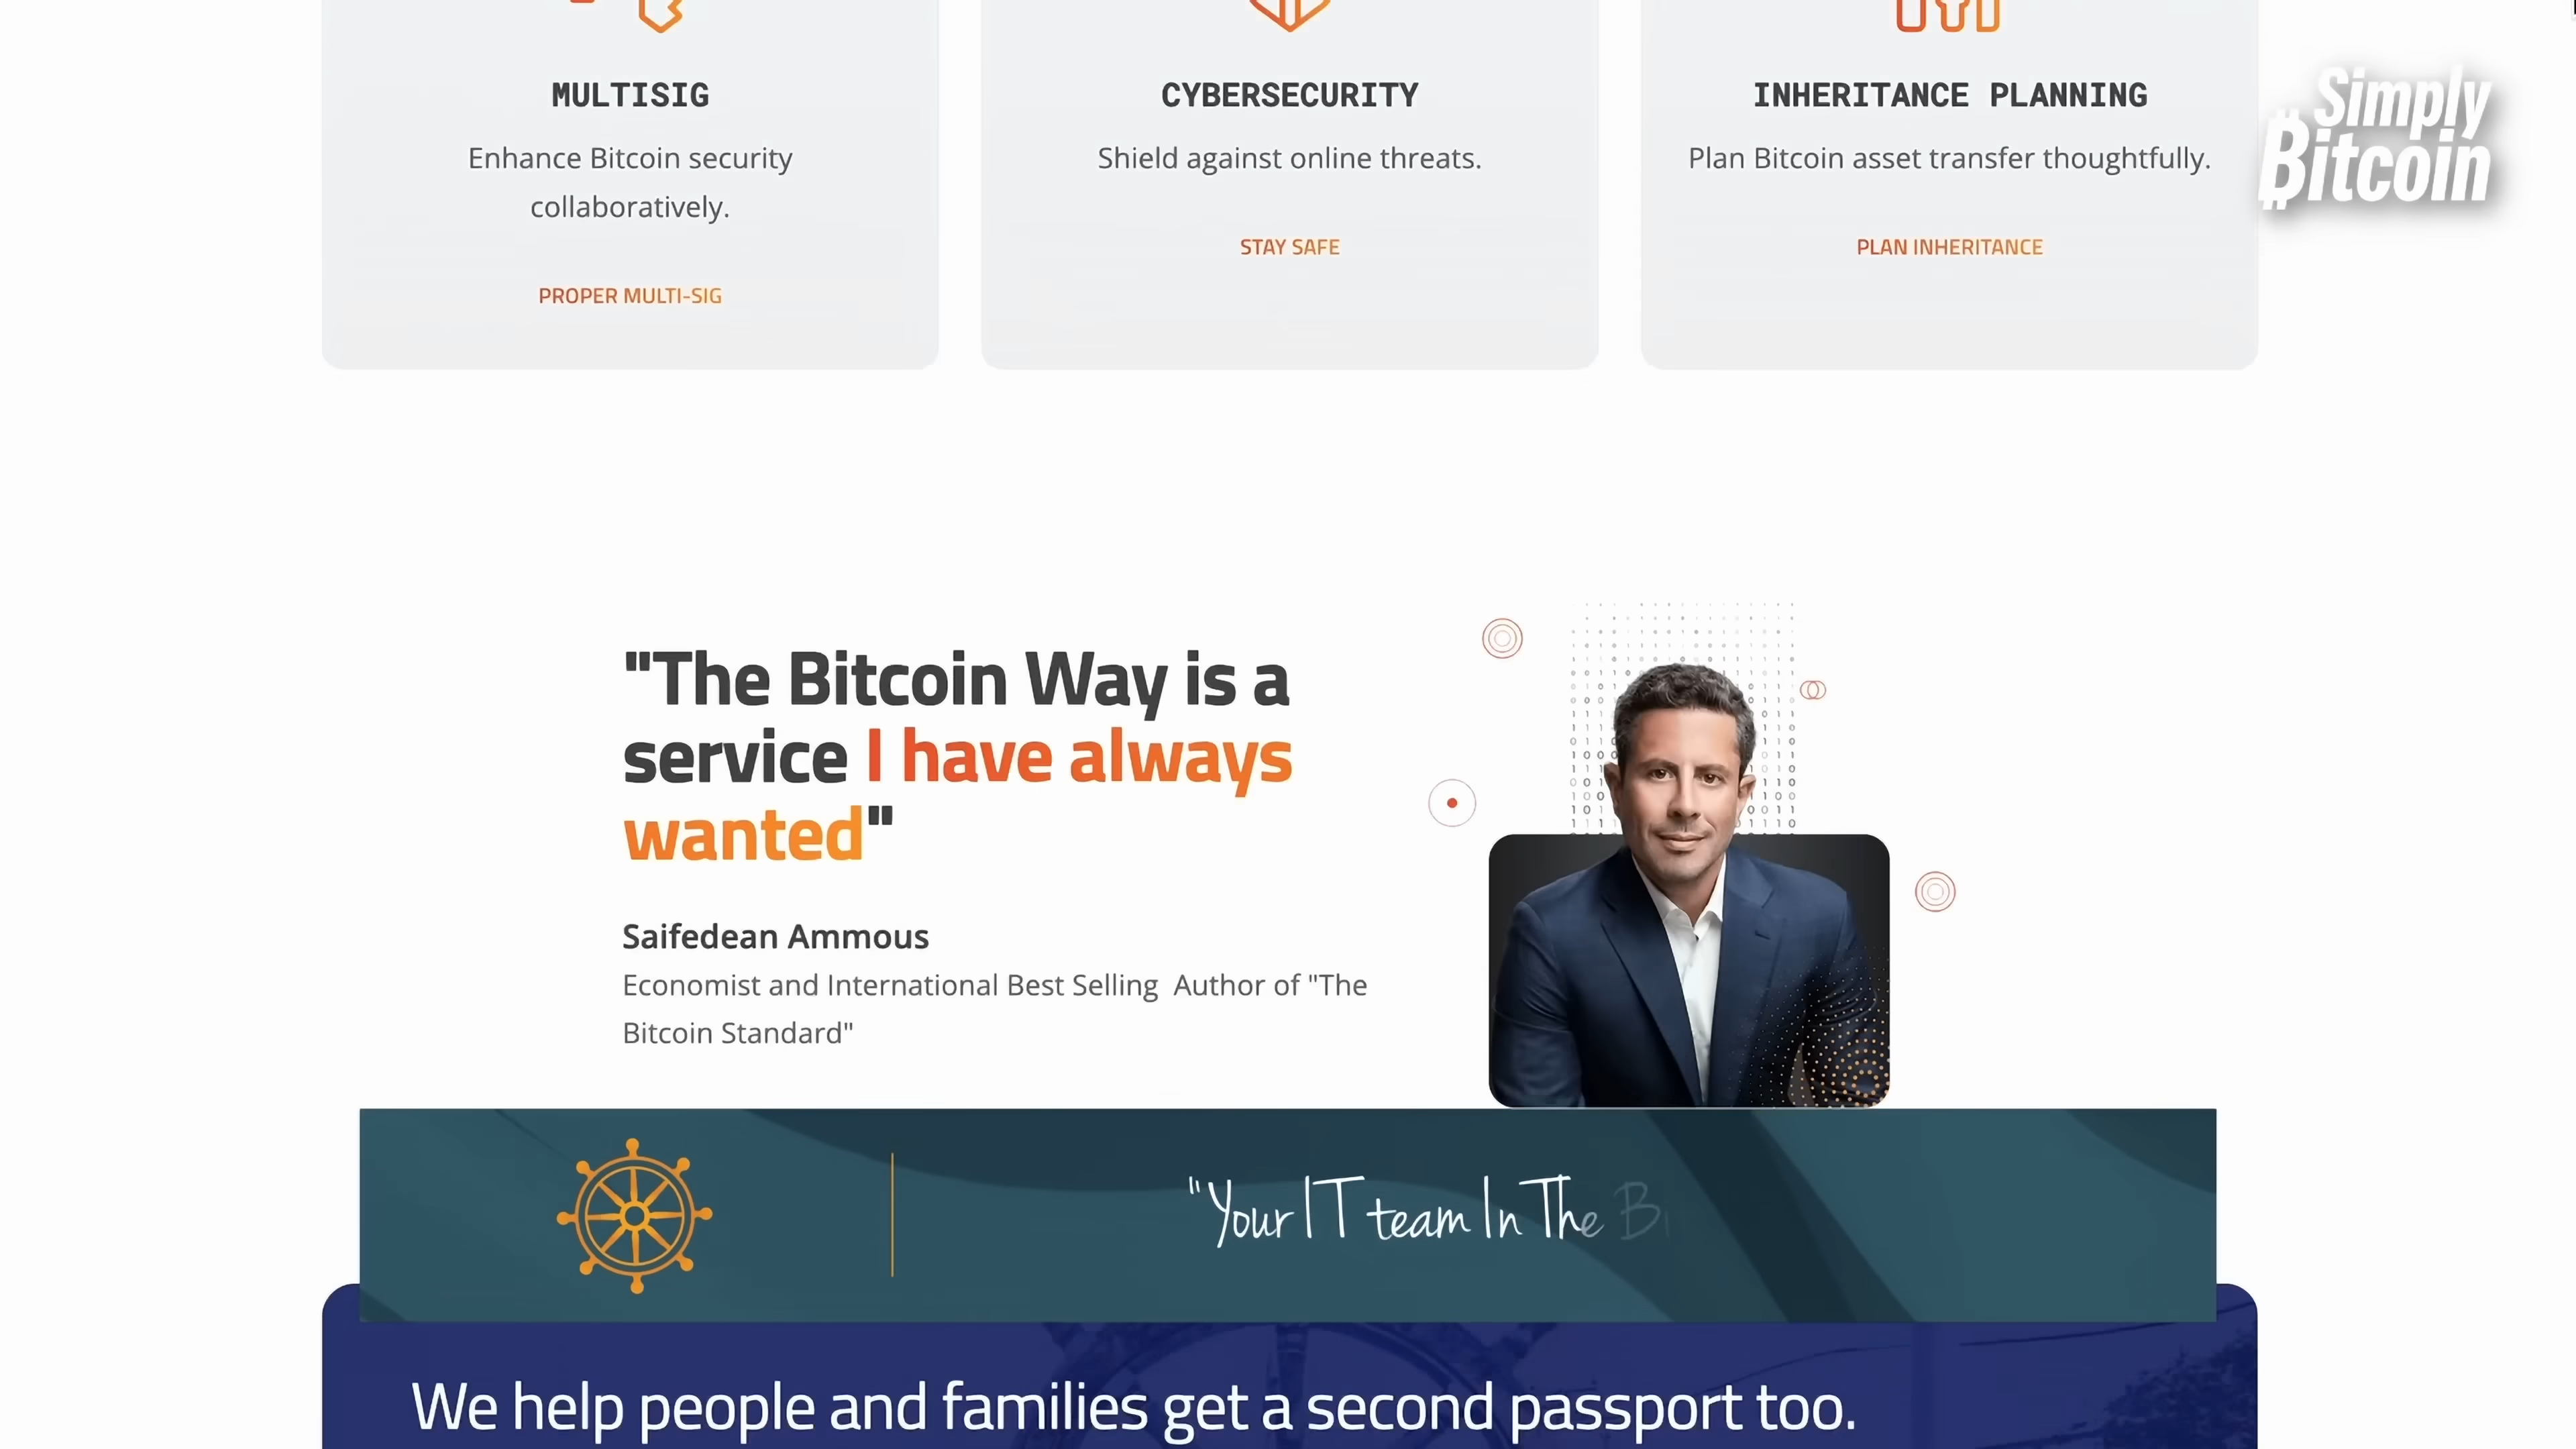 MULTISIG
Enhance Bitcoin security
collaboratively.
PROPER MULTI-SIG
CYBERSECURITY
Shield against online threats.
STAY SAFE
INHERITANCE PLANNING
Plan Bitcoin asset transfer thoughtfully.
PLAN INHERITANCE
Simply
Bitcoin
"The Bitcoin Way is a
service I have always
wanted"
Saifedean Ammous
Economist and International Best Selling Author of "The
Bitcoin Standard"
"Your IT team In The B
We help people and families get a second passport too.